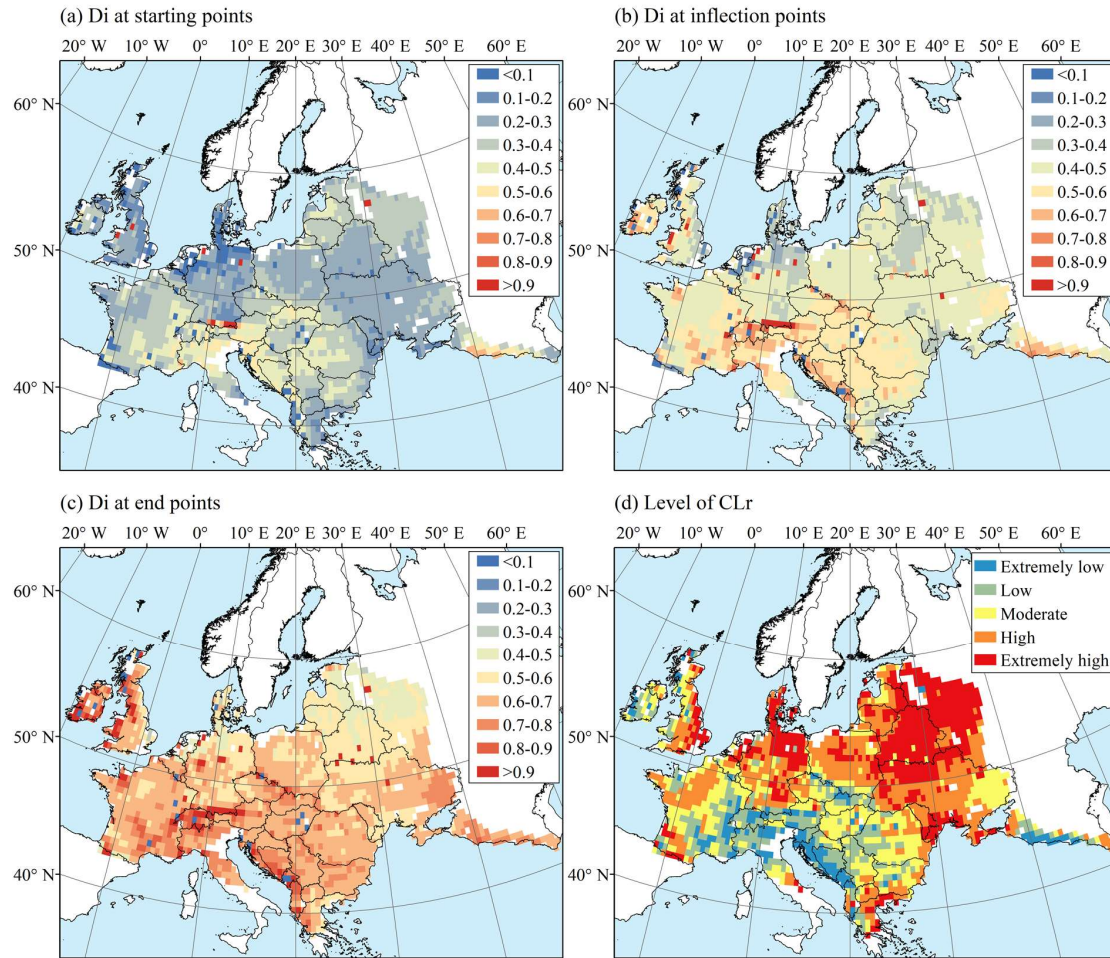 (a) Di at starting points
20° W 10° W 0° 10° E 20° E 30° E 40° E 50° E 60° E
60° N
50° N
40° N
<0.1
0.1-0.2
0.2-0.3
0.3-0.4
0.4-0.5
0.5-0.6
0.6-0.7
0.7-0.8
0.8-0.9
>0.9
(b) Di at inflection points
20° W 10° W 0° 10° E 20° E 30° E 40° E 50° E 60° E
60° N
50° N
40° N
<0.1
0.1-0.2
0.2-0.3
0.3-0.4
0.4-0.5
0.5-0.6
0.6-0.7
0.7-0.8
0.8-0.9
>0.9
(c) Di at end points
20° W 10° W 0° 10° E 20° E 30° E 40° E 50° E 60° E
60° N
50° N
40° N
<0.1
0.1-0.2
0.2-0.3
0.3-0.4
0.4-0.5
0.5-0.6
0.6-0.7
0.7-0.8
0.8-0.9
>0.9
(d) Level of CLr
20° W 10° W 0° 10° E 20° E 30° E 40° E 50° E 60° E
60° N
50° N
40° N
Extremely low
Low
Moderate
High
Extremely high